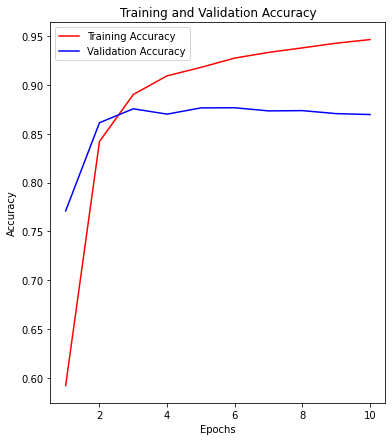 Training and Validation Accuracy
Training Accuracy
Validation Accuracy
0.95
0.90
0.85
0.80
0.75
0.70
0.65
0.60
Accuracy
2
4
6
8
10
Epochs